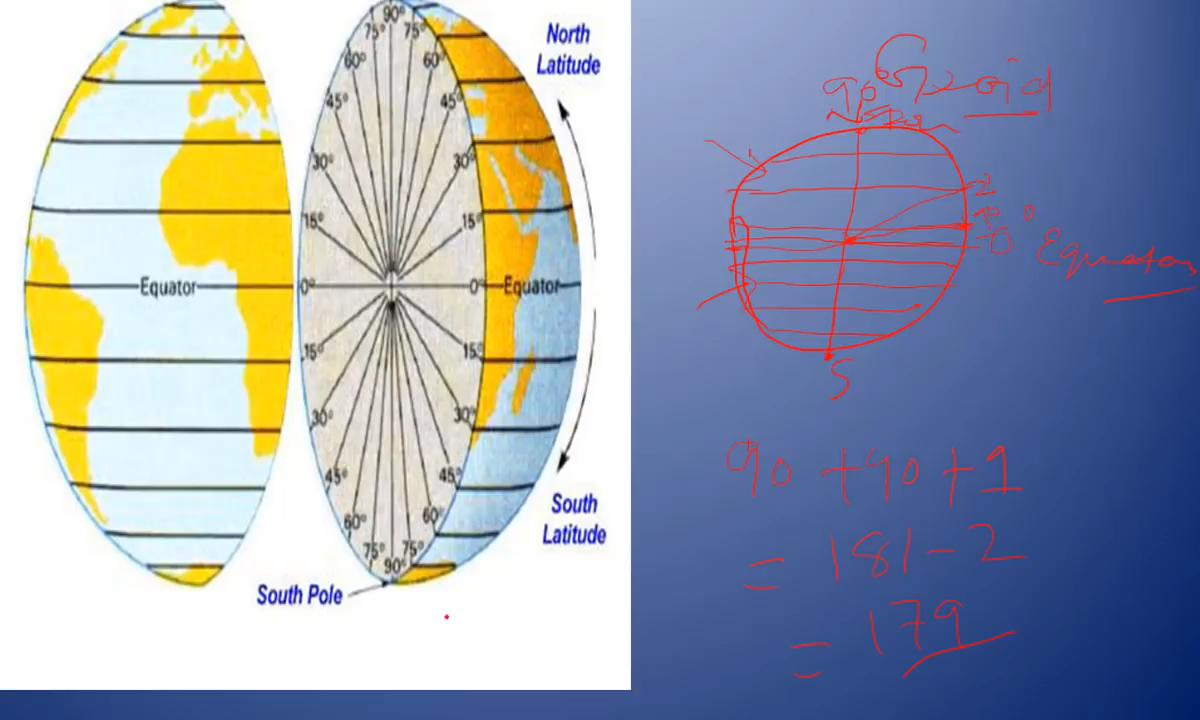 90°
75° 75°
60° 60°
45° 45°
30° 30°
15° 15°
Equator 0° 0° Equator
15° 15°
30° 30°
45° 45°
60° 60°
75° 75°
90°
South Pole
North
Latitude
South
Latitude
90
0° Equator
S
90 + 90 + 1
= 181 - 2
= 179